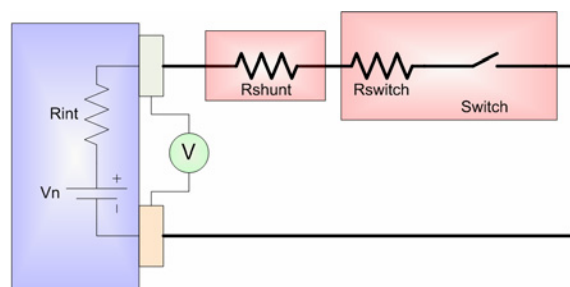 Rint
Vn
+
−
V
Rshunt
Rswitch
Switch